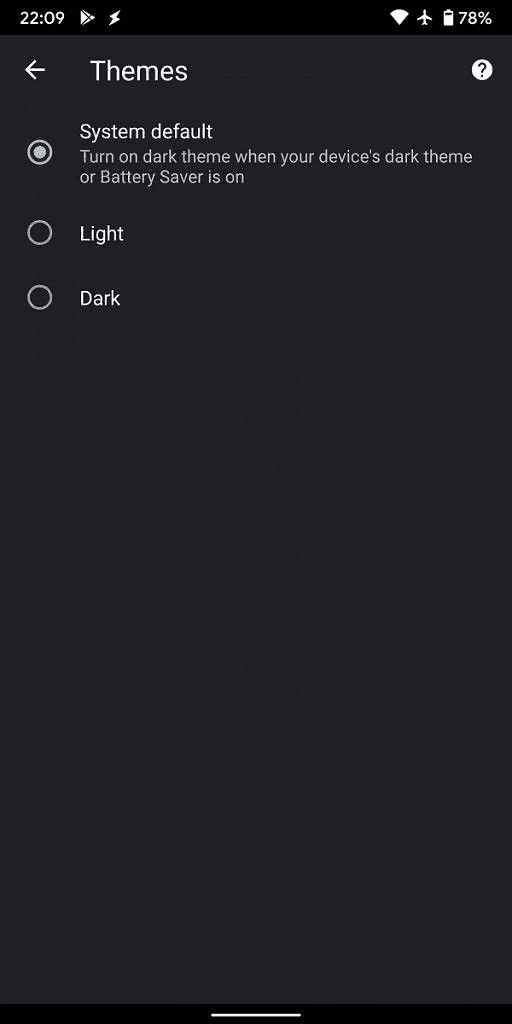 22:09 78%
Themes
System default
Turn on dark theme when your device's dark theme
or Battery Saver is on
Light
Dark